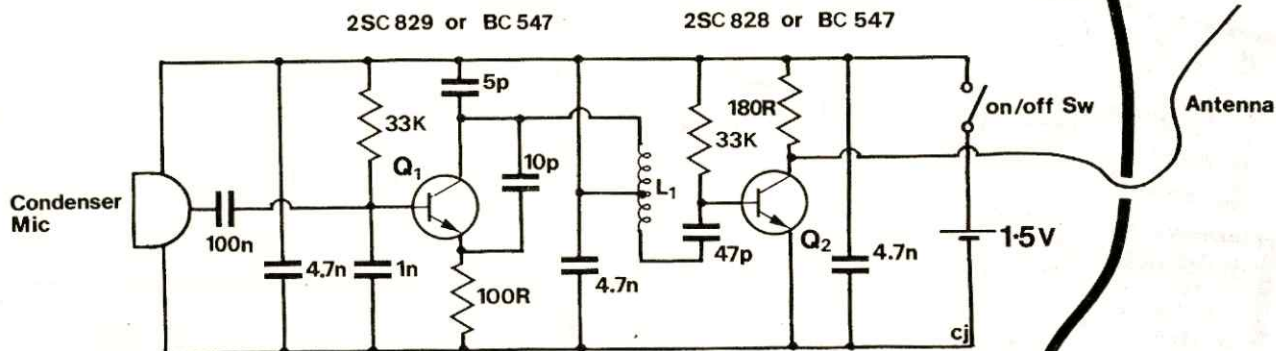 2SC 829 or BC 547
2SC 828 or BC 547
5p
33K
180R
on/off Sw
Antenna
33K
Q1
10p
L1
Condenser
Mic
100n
47p
Q2
1·5V
4.7n
1n
100R
4.7n
4.7n
cj